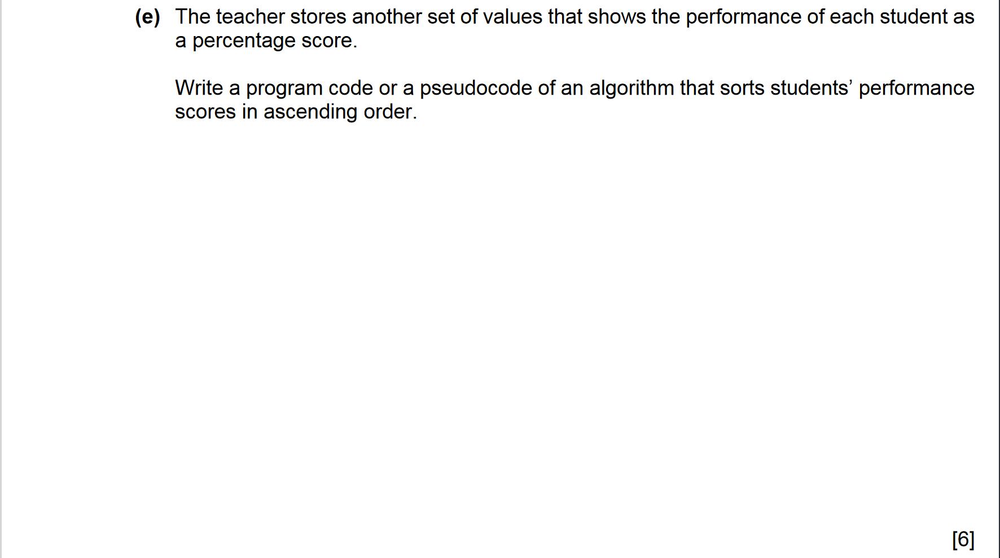 (e) The teacher stores another set of values that shows the performance of each student as
a percentage score.
Write a program code or a pseudocode of an algorithm that sorts students’ performance
scores in ascending order.
[6]